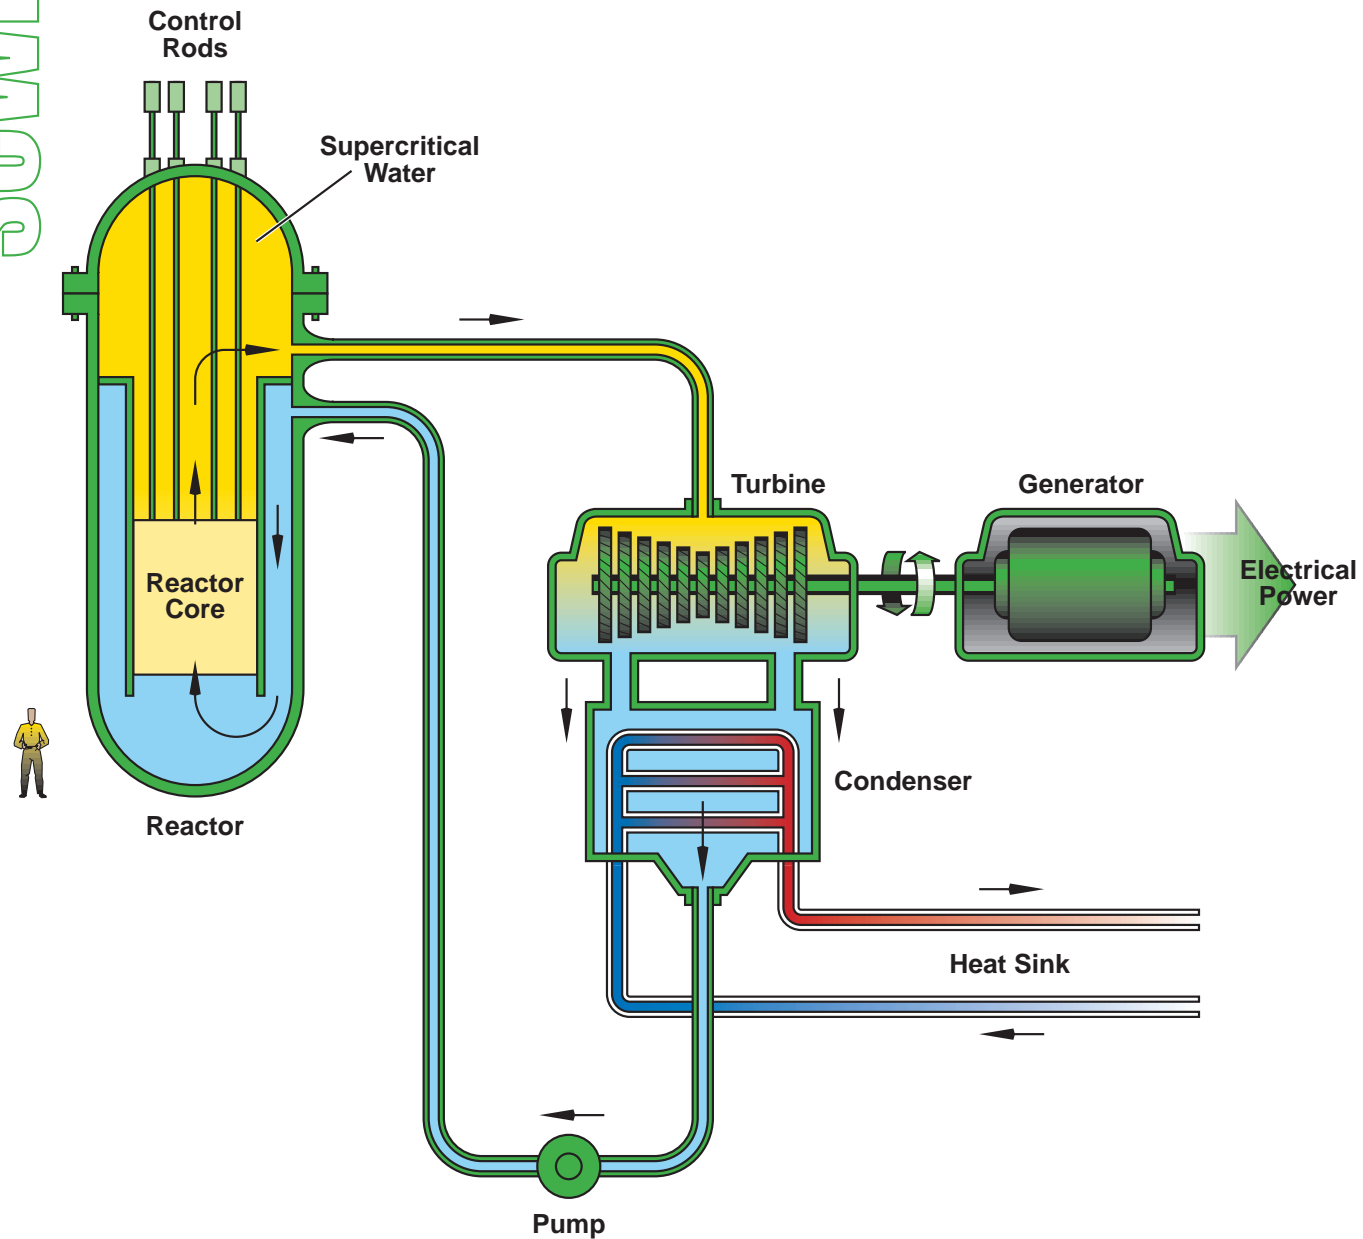 Control
Rods
Supercritical
Water
Turbine
Generator
Electrical
Power
Reactor
Core
Condenser
Reactor
Heat Sink
Pump